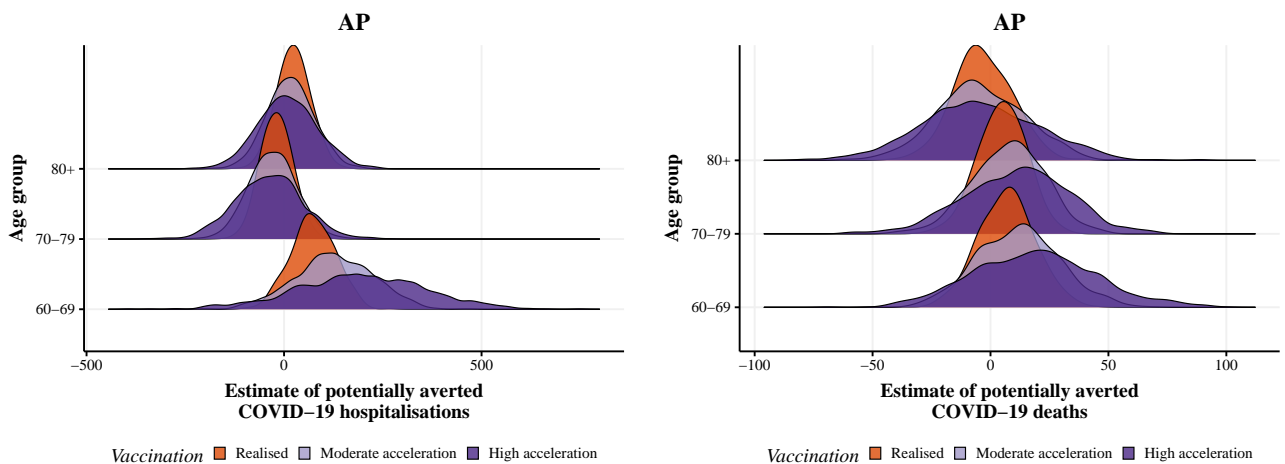 AP
Age group
80+
70−79
60−69
−500
0
500
Estimate of potentially averted
COVID−19 hospitalisations
Vaccination Realised Moderate acceleration High acceleration
AP
Age group
80+
70−79
60−69
−100
−50
0
50
100
Estimate of potentially averted
COVID−19 deaths
Vaccination Realised Moderate acceleration High acceleration